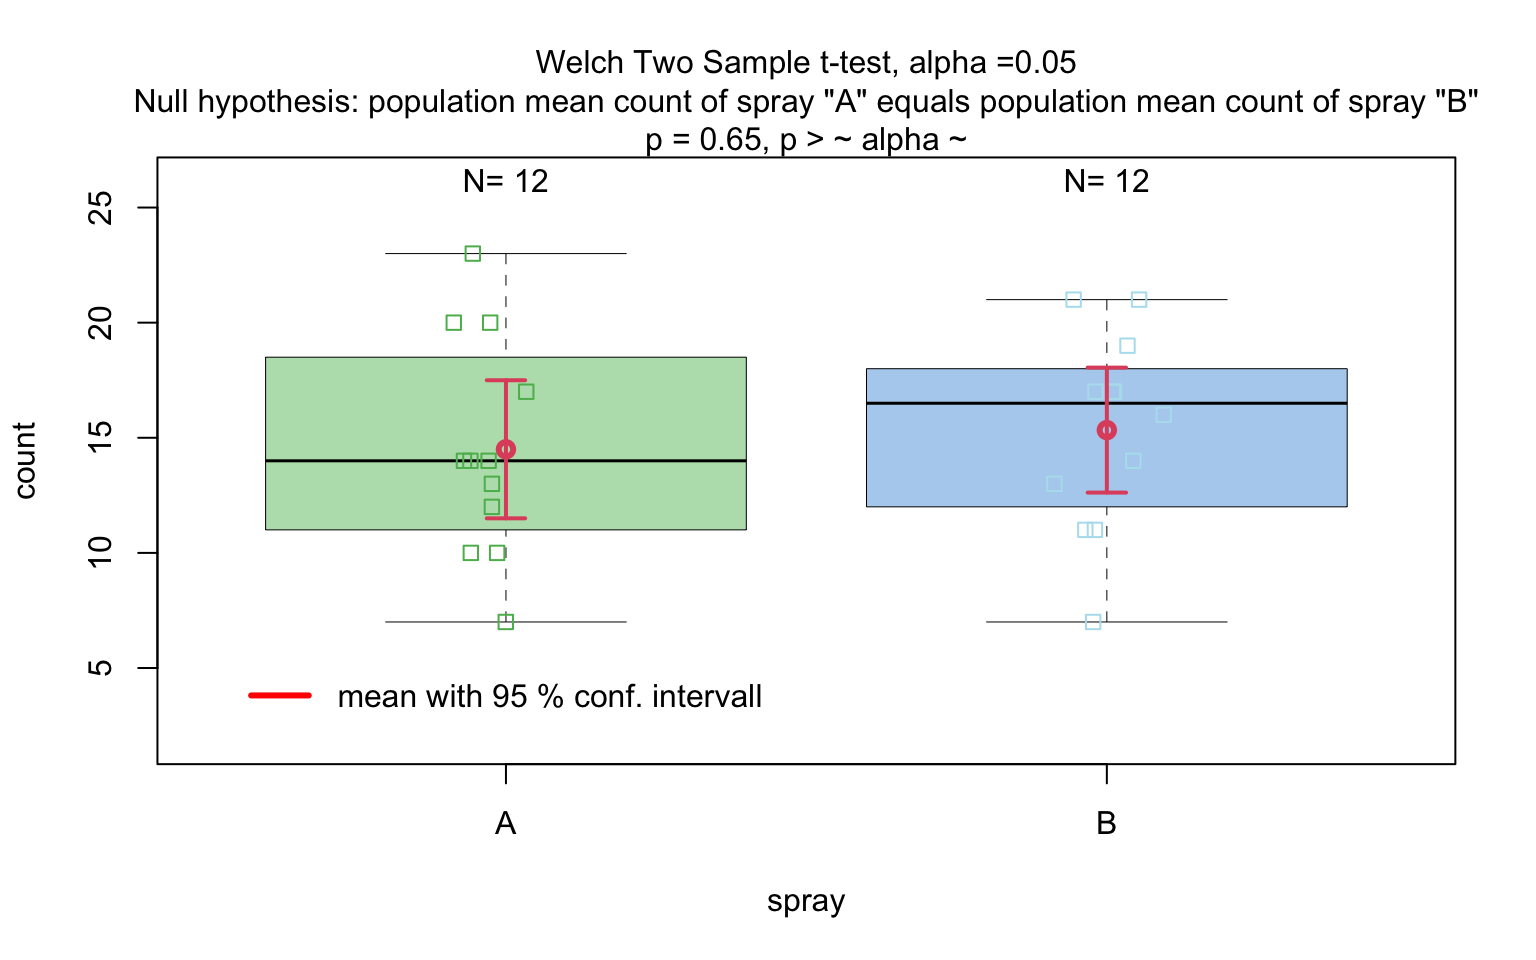 Welch Two Sample t-test, alpha =0.05
Null hypothesis: population mean count of spray "A" equals population mean count of spray "B"
p = 0.65, p > ~ alpha ~
N= 12
N= 12
25
20
15
10
5
count
mean with 95 % conf. intervall
A
B
spray